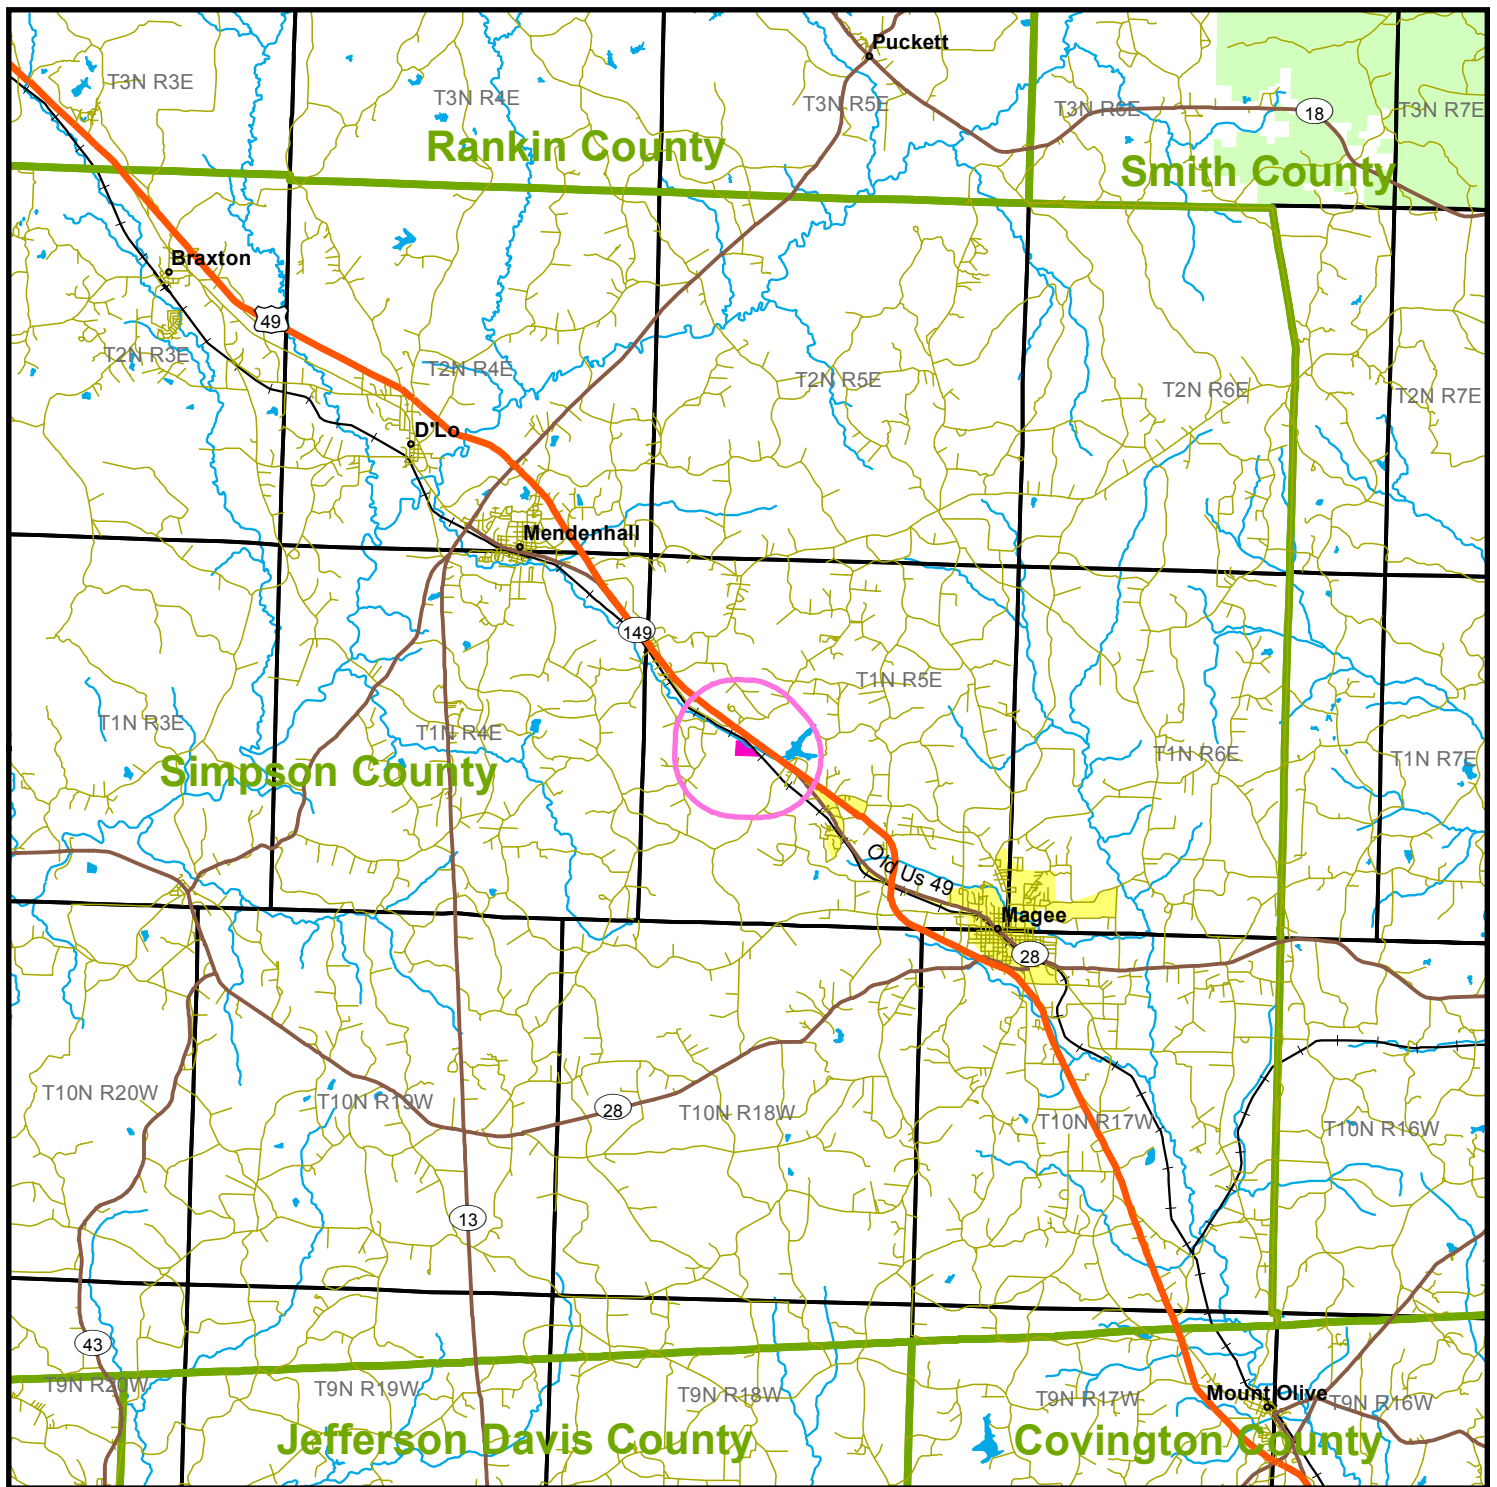 Puckett
T3N R3E
T3N R4E
T3N R5E
T3N R6E
18
T3N R7E
Rankin County
Smith County
Braxton
49
T2N R3E
T2N R4E
T2N R5E
T2N R6E
T2N R7E
D'Lo
Mendenhall
149
T1N R5E
T1N R3E
T1N R4E
T1N R6E
T1N R7E
Simpson County
Old Us 49
Magee
28
T10N R20W
T10N R19W
28
T10N R18W
T10N R17W
T10N R16W
13
43
T9N R20W
T9N R19W
T9N R18W
T9N R17W
Mount Olive
T9N R16W
Jefferson Davis County
Covington County